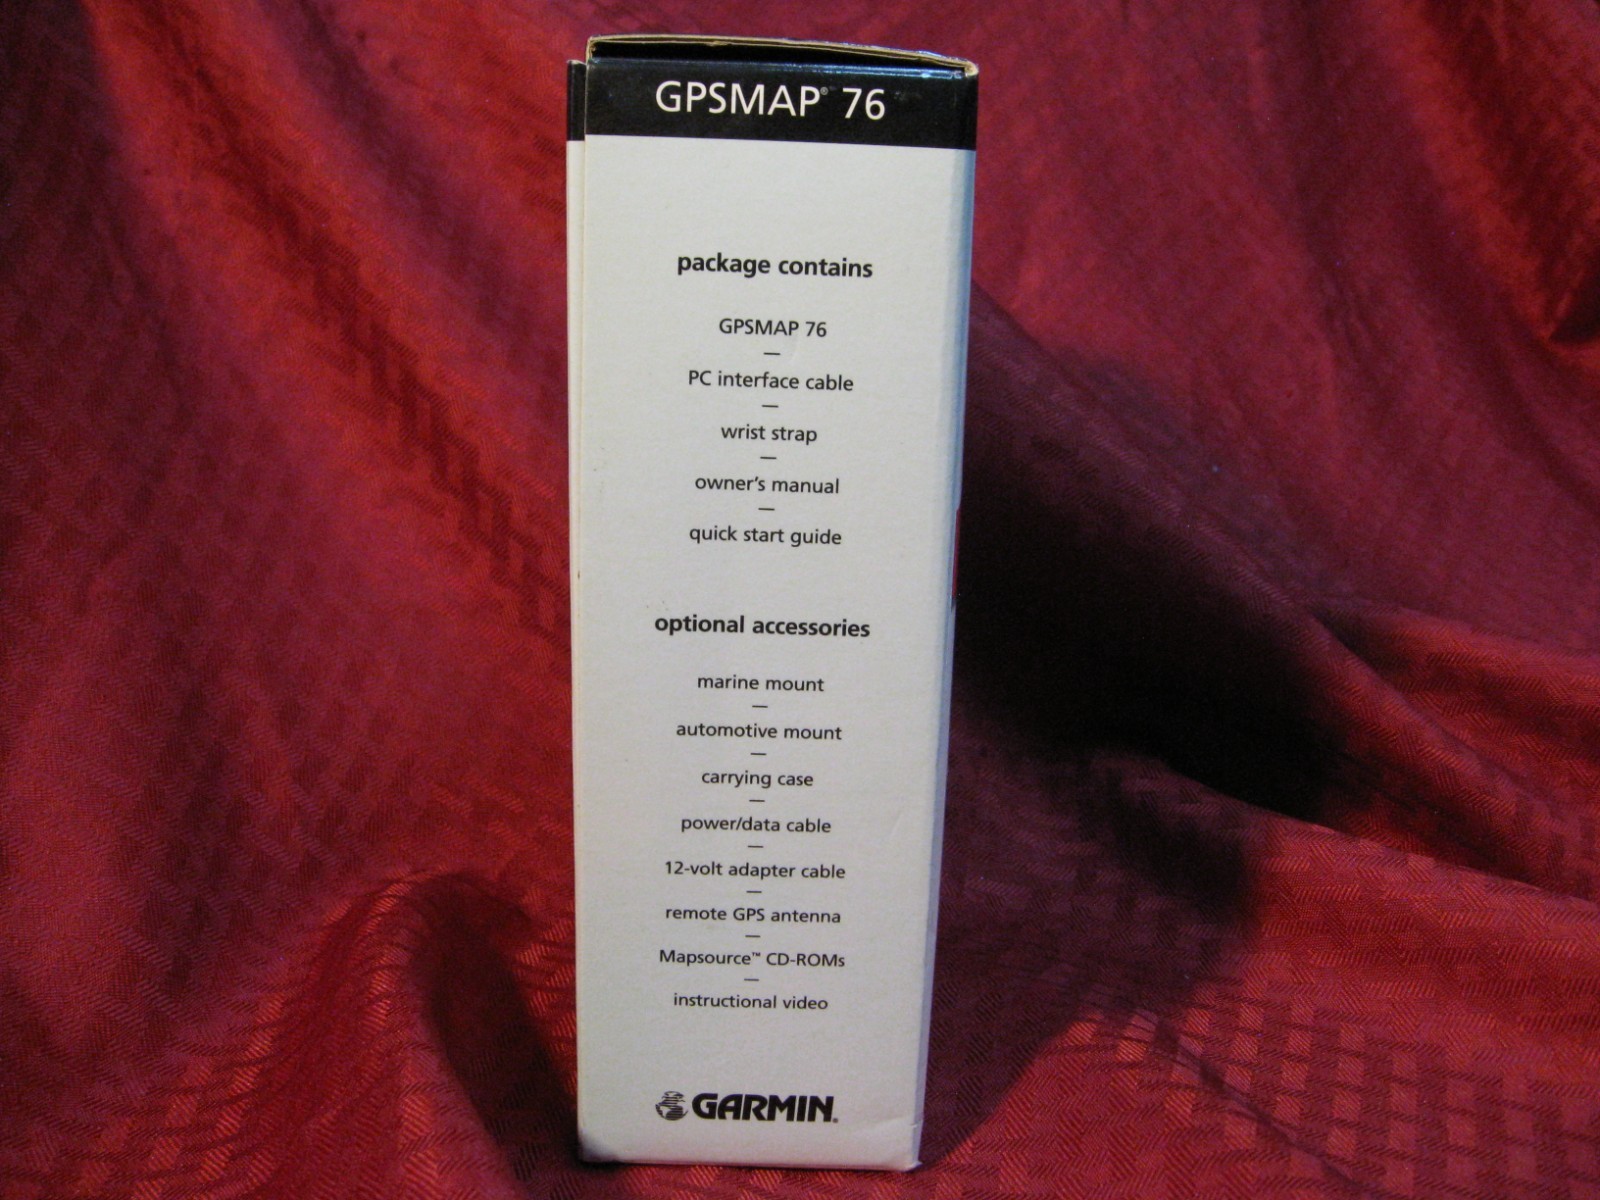 GPSMAP® 76
package contains
GPSMAP 76
—
PC interface cable
—
wrist strap
—
owner's manual
—
quick start guide
optional accessories
marine mount
—
automotive mount
—
carrying case
—
power/data cable
—
12-volt adapter cable
—
remote GPS antenna
—
Mapsource™ CD-ROMs
—
instructional video
GARMIN®